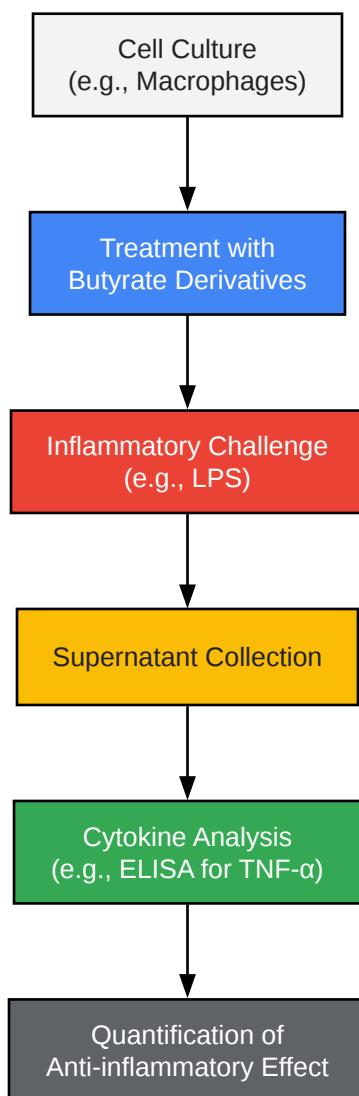 Cell Culture
(e.g., Macrophages)
Treatment with
Butyrate Derivatives
Inflammatory Challenge
(e.g., LPS)
Supernatant Collection
Cytokine Analysis
(e.g., ELISA for TNF-α)
Quantification of
Anti-inflammatory Effect